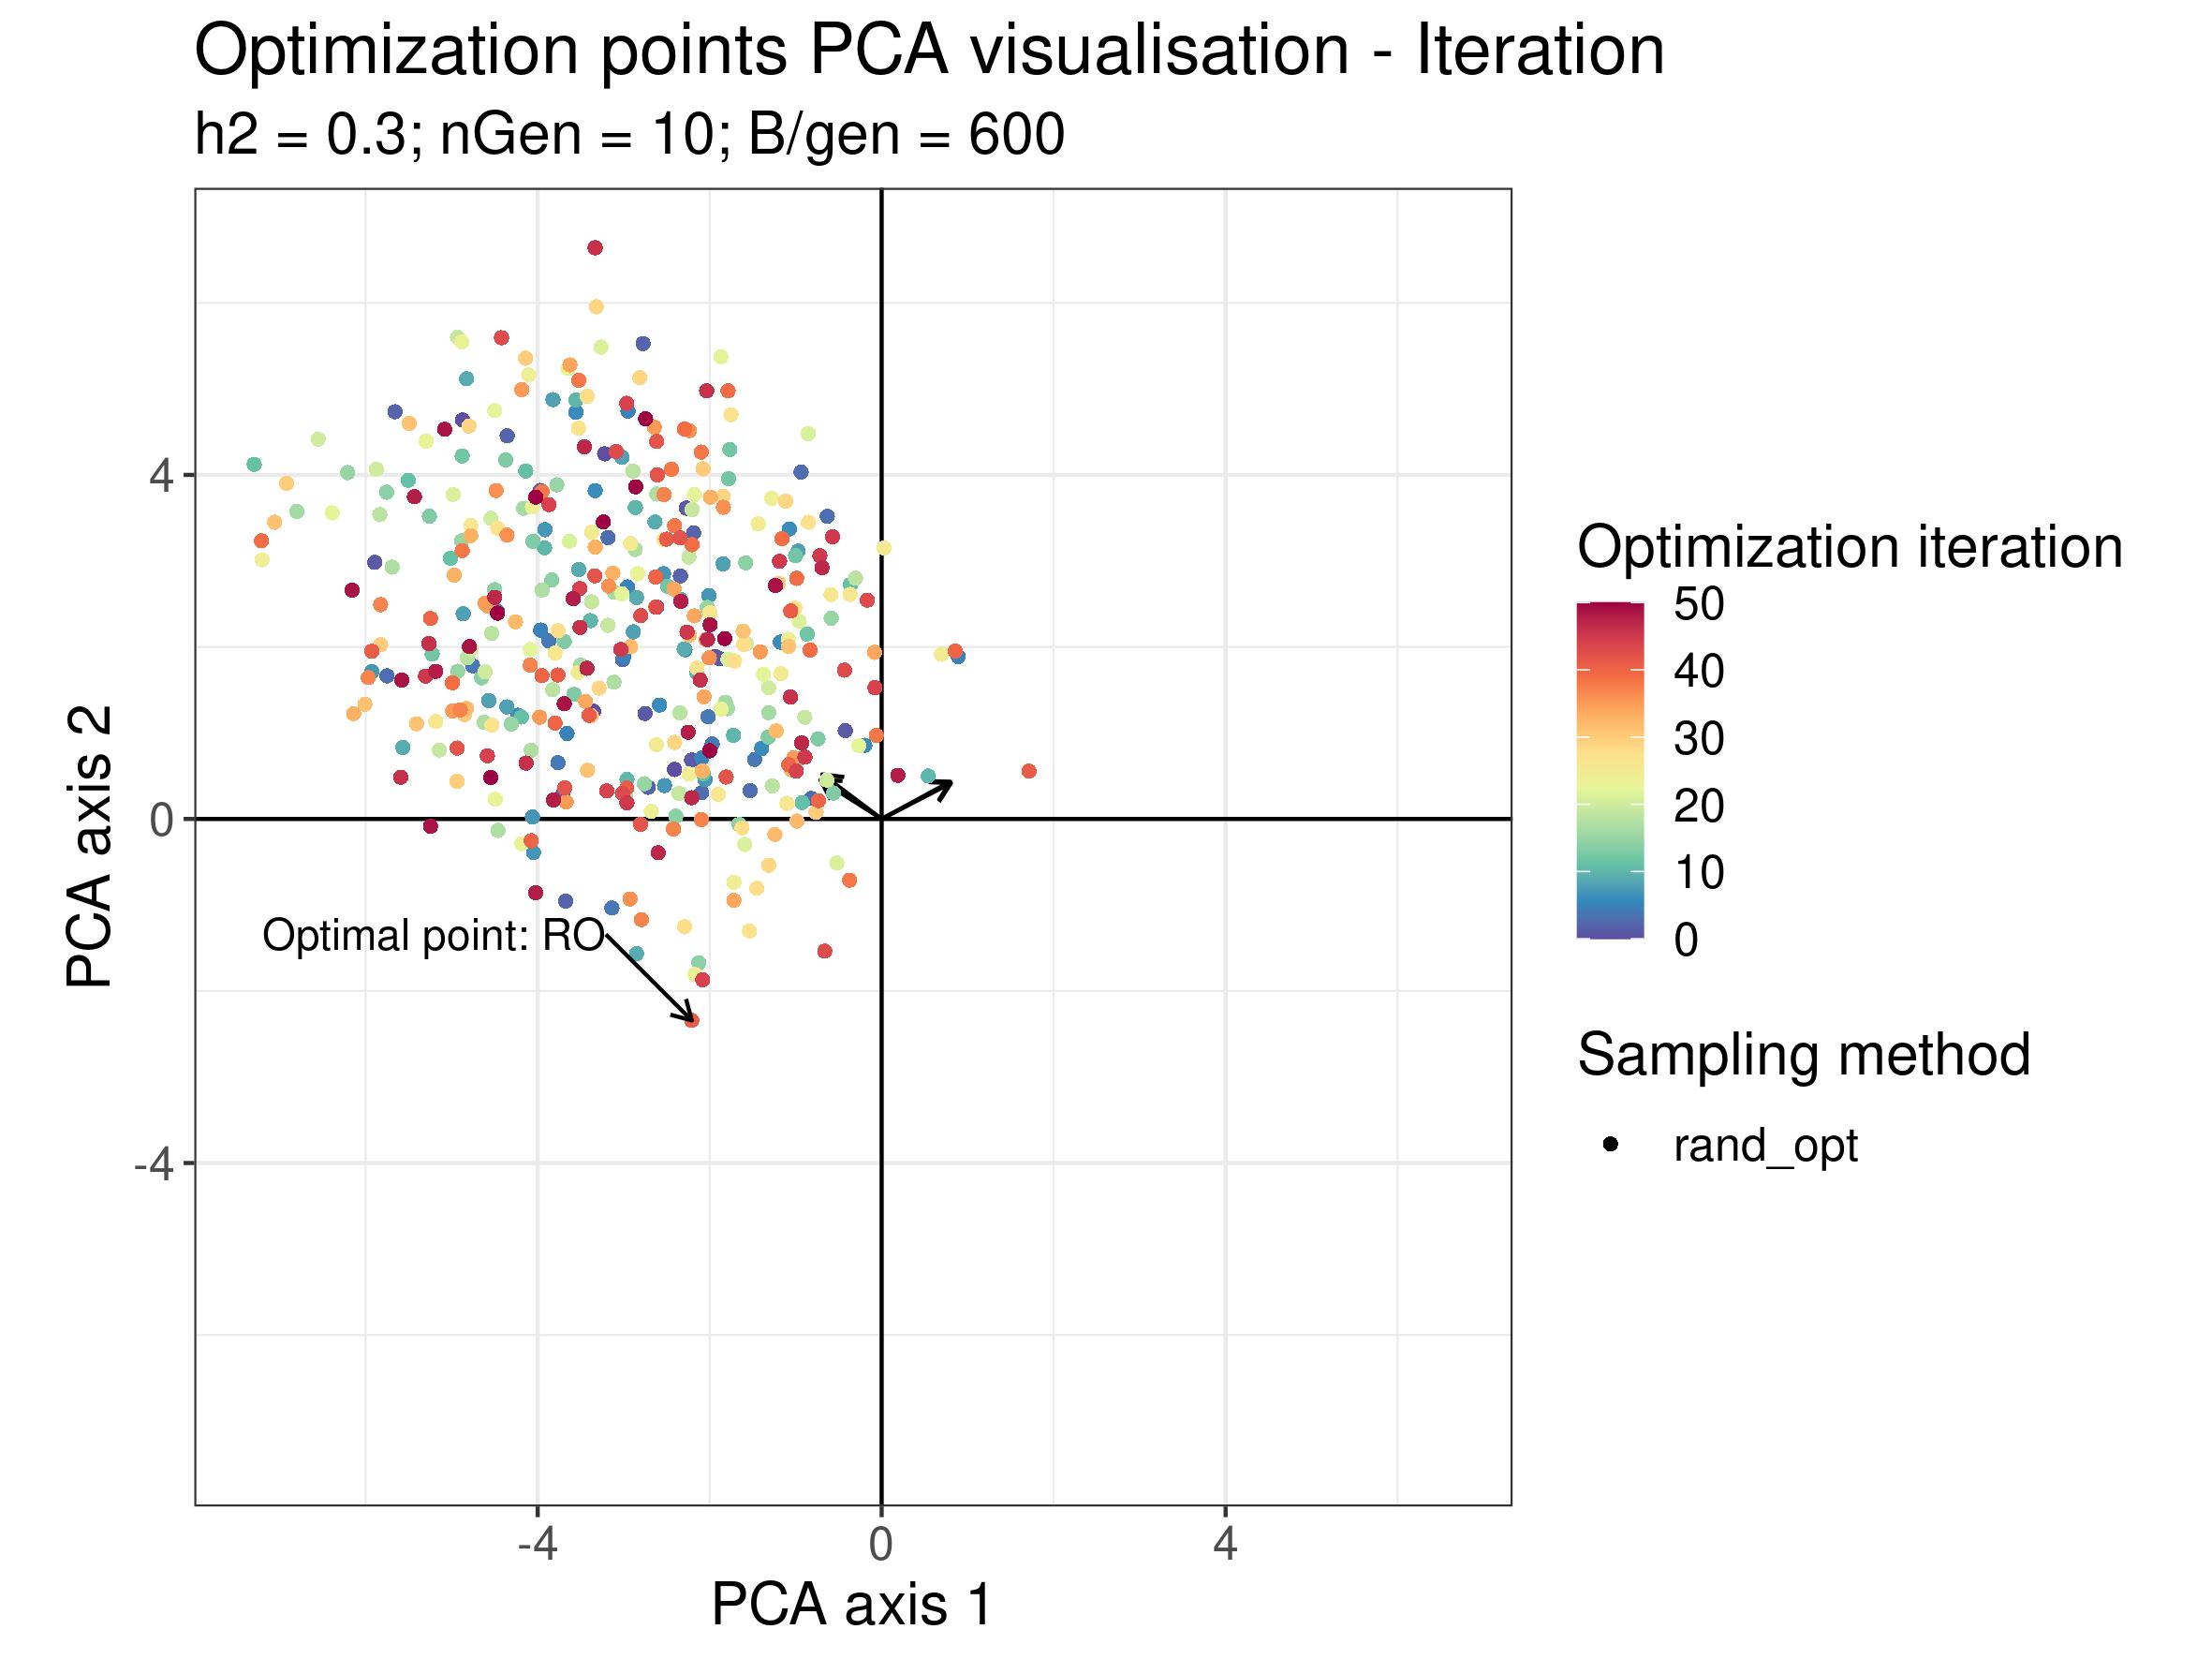 Optimization points PCA visualisation - Iteration
h2 = 0.3; nGen = 10; B/gen = 600
PCA axis 2
4
0
-4
Optimal point: RO
-4
0
4
PCA axis 1
Optimization iteration
50
40
30
20
10
0
Sampling method
rand_opt